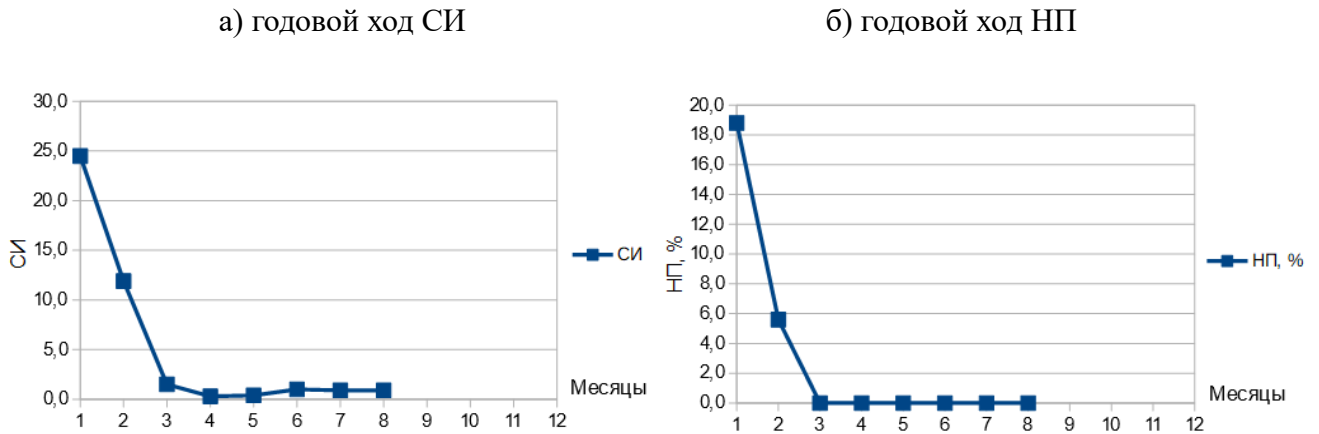 а) годовой ход СИ
б) годовой ход НП
30,0
25,0
20,0
15,0
10,0
5,0
0,0
СИ
1 2 3 4 5 6 7 8 9 10 11 12
Месяцы
СИ
20,0
18,0
16,0
14,0
12,0
10,0
8,0
6,0
4,0
2,0
0,0
НП, %
1 2 3 4 5 6 7 8 9 10 11 12
Месяцы
НП, %